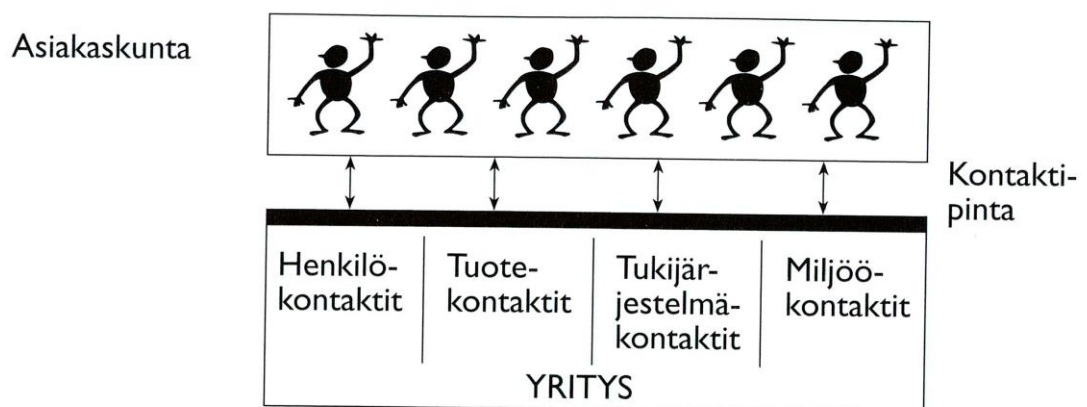 Asiakaskunta
Kontakti-
pinta
Henkilö-
kontaktit
Tuote-
kontaktit
Tukijär-
jestelmä-
kontaktit
Miljöö-
kontaktit
YRITYS